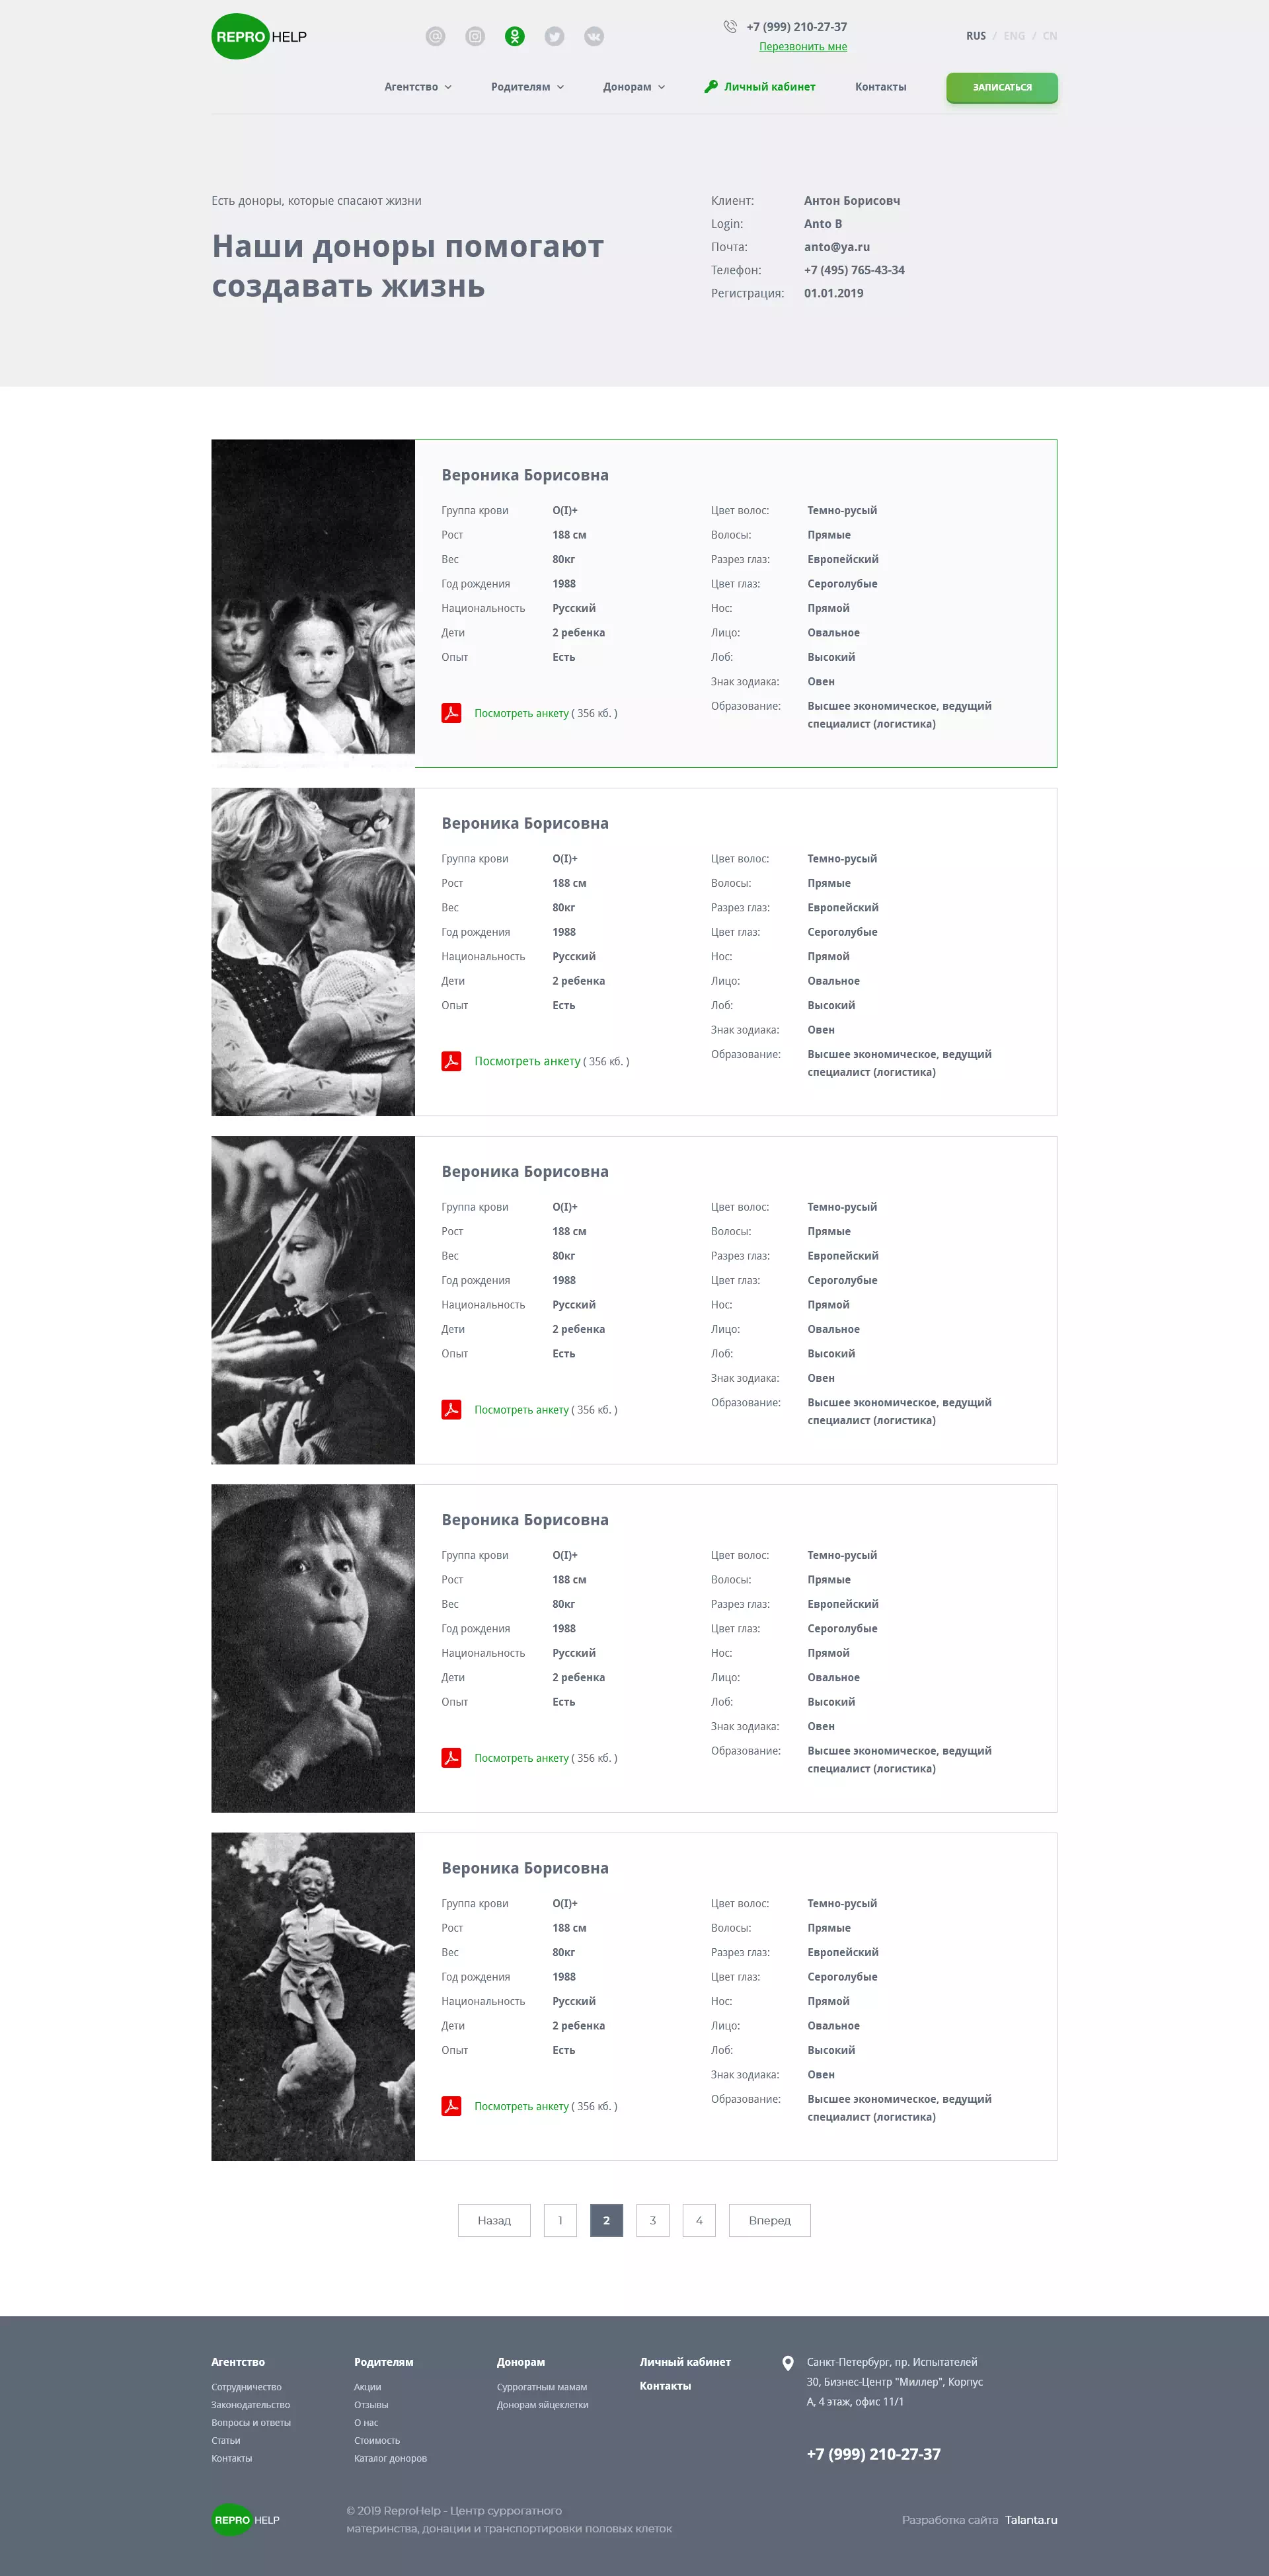 REPRO HELP
+7 (999) 210-27-37
Перезвонить мне
RUS / ENG / CN
Агентство Родителям Донорам Личный кабинет Контакты ЗАПИСАТЬСЯ
Есть доноры, которые спасают жизни
Наши доноры помогают
создавать жизнь
Клиент: Антон Борисовч
Login: Anto B
Почта: anto@ya.ru
Телефон: +7 (495) 765-43-34
Регистрация: 01.01.2019
Вероника Борисовна
Группа крови O(I)+
Рост 188 см
Вес 80кг
Год рождения 1988
Национальность Русский
Дети 2 ребенка
Опыт Есть
Посмотреть анкету ( 356 кб. )
Цвет волос: Темно-русый
Волосы: Прямые
Разрез глаз: Европейский
Цвет глаз: Сероголубые
Нос: Прямой
Лицо: Овальное
Лоб: Высокий
Знак зодиака: Овен
Образование: Высшее экономическое, ведущий
специалист (логистика)
Вероника Борисовна
Группа крови O(I)+
Рост 188 см
Вес 80кг
Год рождения 1988
Национальность Русский
Дети 2 ребенка
Опыт Есть
Посмотреть анкету ( 356 кб. )
Цвет волос: Темно-русый
Волосы: Прямые
Разрез глаз: Европейский
Цвет глаз: Сероголубые
Нос: Прямой
Лицо: Овальное
Лоб: Высокий
Знак зодиака: Овен
Образование: Высшее экономическое, ведущий
специалист (логистика)
Вероника Борисовна
Группа крови O(I)+
Рост 188 см
Вес 80кг
Год рождения 1988
Национальность Русский
Дети 2 ребенка
Опыт Есть
Посмотреть анкету ( 356 кб. )
Цвет волос: Темно-русый
Волосы: Прямые
Разрез глаз: Европейский
Цвет глаз: Сероголубые
Нос: Прямой
Лицо: Овальное
Лоб: Высокий
Знак зодиака: Овен
Образование: Высшее экономическое, ведущий
специалист (логистика)
Вероника Борисовна
Группа крови O(I)+
Рост 188 см
Вес 80кг
Год рождения 1988
Национальность Русский
Дети 2 ребенка
Опыт Есть
Посмотреть анкету ( 356 кб. )
Цвет волос: Темно-русый
Волосы: Прямые
Разрез глаз: Европейский
Цвет глаз: Сероголубые
Нос: Прямой
Лицо: Овальное
Лоб: Высокий
Знак зодиака: Овен
Образование: Высшее экономическое, ведущий
специалист (логистика)
Вероника Борисовна
Группа крови O(I)+
Рост 188 см
Вес 80кг
Год рождения 1988
Национальность Русский
Дети 2 ребенка
Опыт Есть
Посмотреть анкету ( 356 кб. )
Цвет волос: Темно-русый
Волосы: Прямые
Разрез глаз: Европейский
Цвет глаз: Сероголубые
Нос: Прямой
Лицо: Овальное
Лоб: Высокий
Знак зодиака: Овен
Образование: Высшее экономическое, ведущий
специалист (логистика)
Назад 1 2 3 4 Вперед
Агентство
Сотрудничество
Законодательство
Вопросы и ответы
Статьи
Контакты
Родителям
Акции
Отзывы
О нас
Стоимость
Каталог доноров
Донорам
Суррогатным мамам
Донорам яйцеклетки
Личный кабинет
Контакты
Санкт-Петербург, пр. Испытателей
30, Бизнес-Центр "Миллер", Корпус
А, 4 этаж, офис 11/1
+7 (999) 210-27-37
REPRO HELP
© 2019 ReproHelp - Центр суррогатного
материнства, донации и транспортировки половых клеток
Разработка сайта Talanta.ru